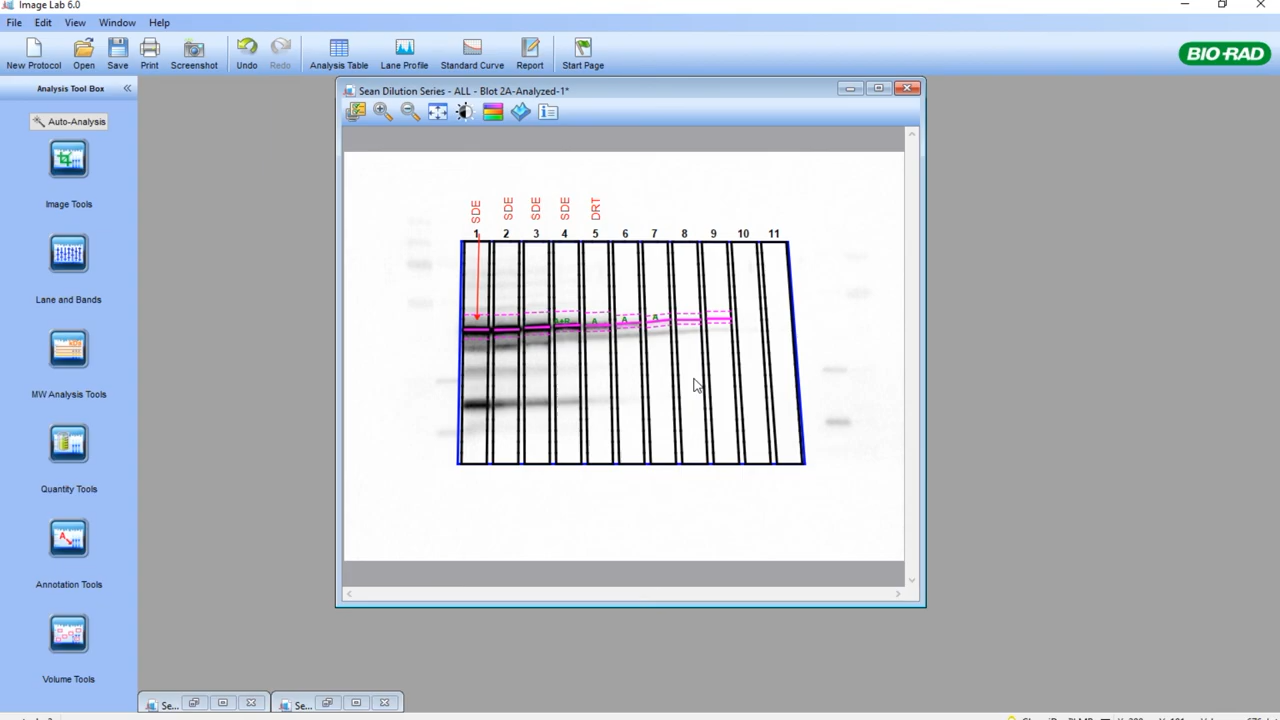 Image Lab 6.0
File Edit View Window Help
New Protocol Open Save Print Screenshot Undo Redo Analysis Table Lane Profile Standard Curve Report Start Page
BIO-RAD
Analysis Tool Box
Sean Dilution Series - ALL - Blot 2A-Analyzed-1*
Auto-Analysis
Image Tools
Lane and Bands
MW Analysis Tools
Quantity Tools
Annotation Tools
Volume Tools
SDE SDE SDE SDE DRT
1 2 3 4 5 6 7 8 9 10 11
A A A
Se... Se...